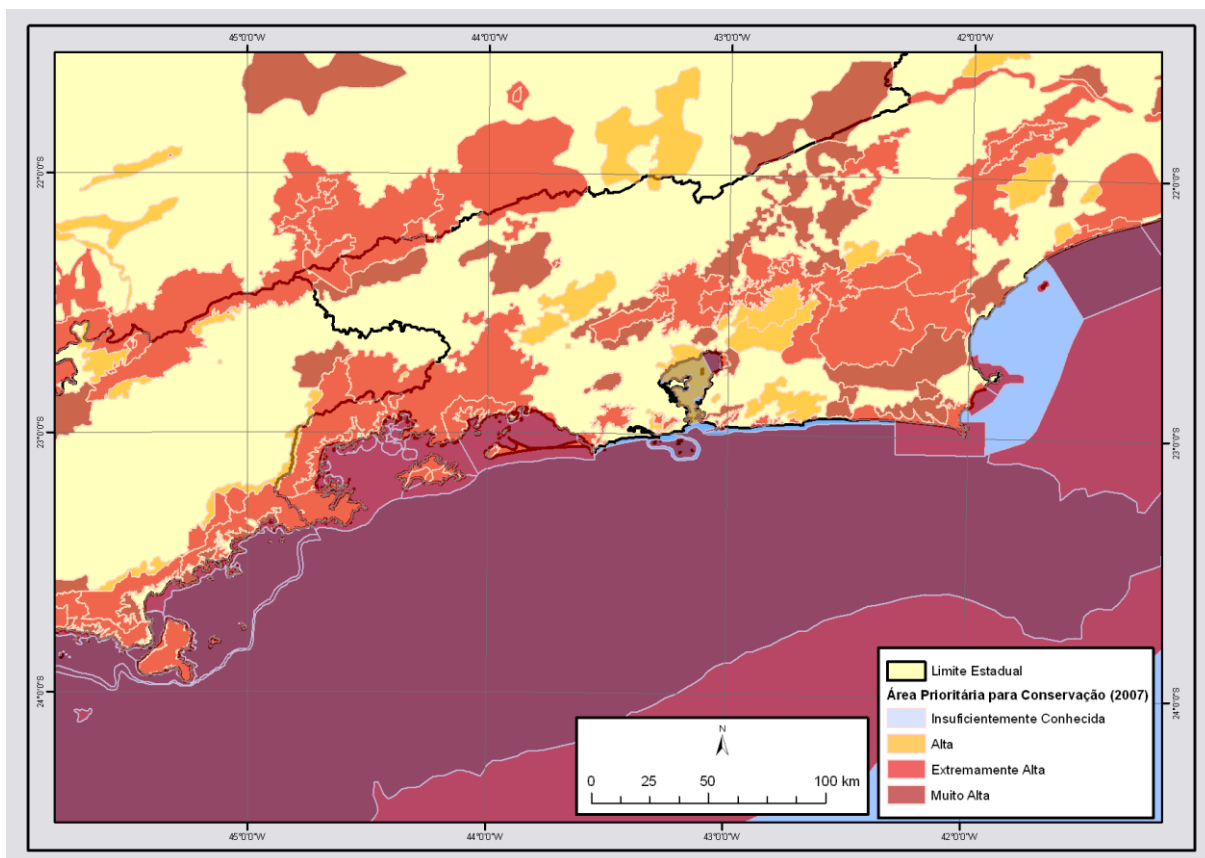 45°0'0"W 44°0'0"W 43°0'0"W 42°0'0"W
22°0'0"S 22°0'0"S
23°0'0"S 23°0'0"S
24°0'0"S 24°0'0"S
Limite Estadual
Área Prioritária para Conservação (2007)
Insuficientemente Conhecida
Alta
Extremamente Alta
Muito Alta
N
0 25 50 100 km
45°0'0"W 44°0'0"W 43°0'0"W 42°0'0"W